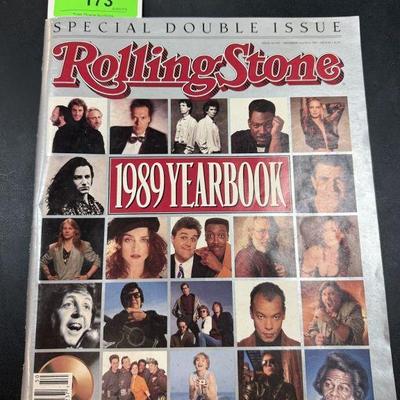 173
SPECIAL DOUBLE ISSUE
RollingStone
1989 YEARBOOK